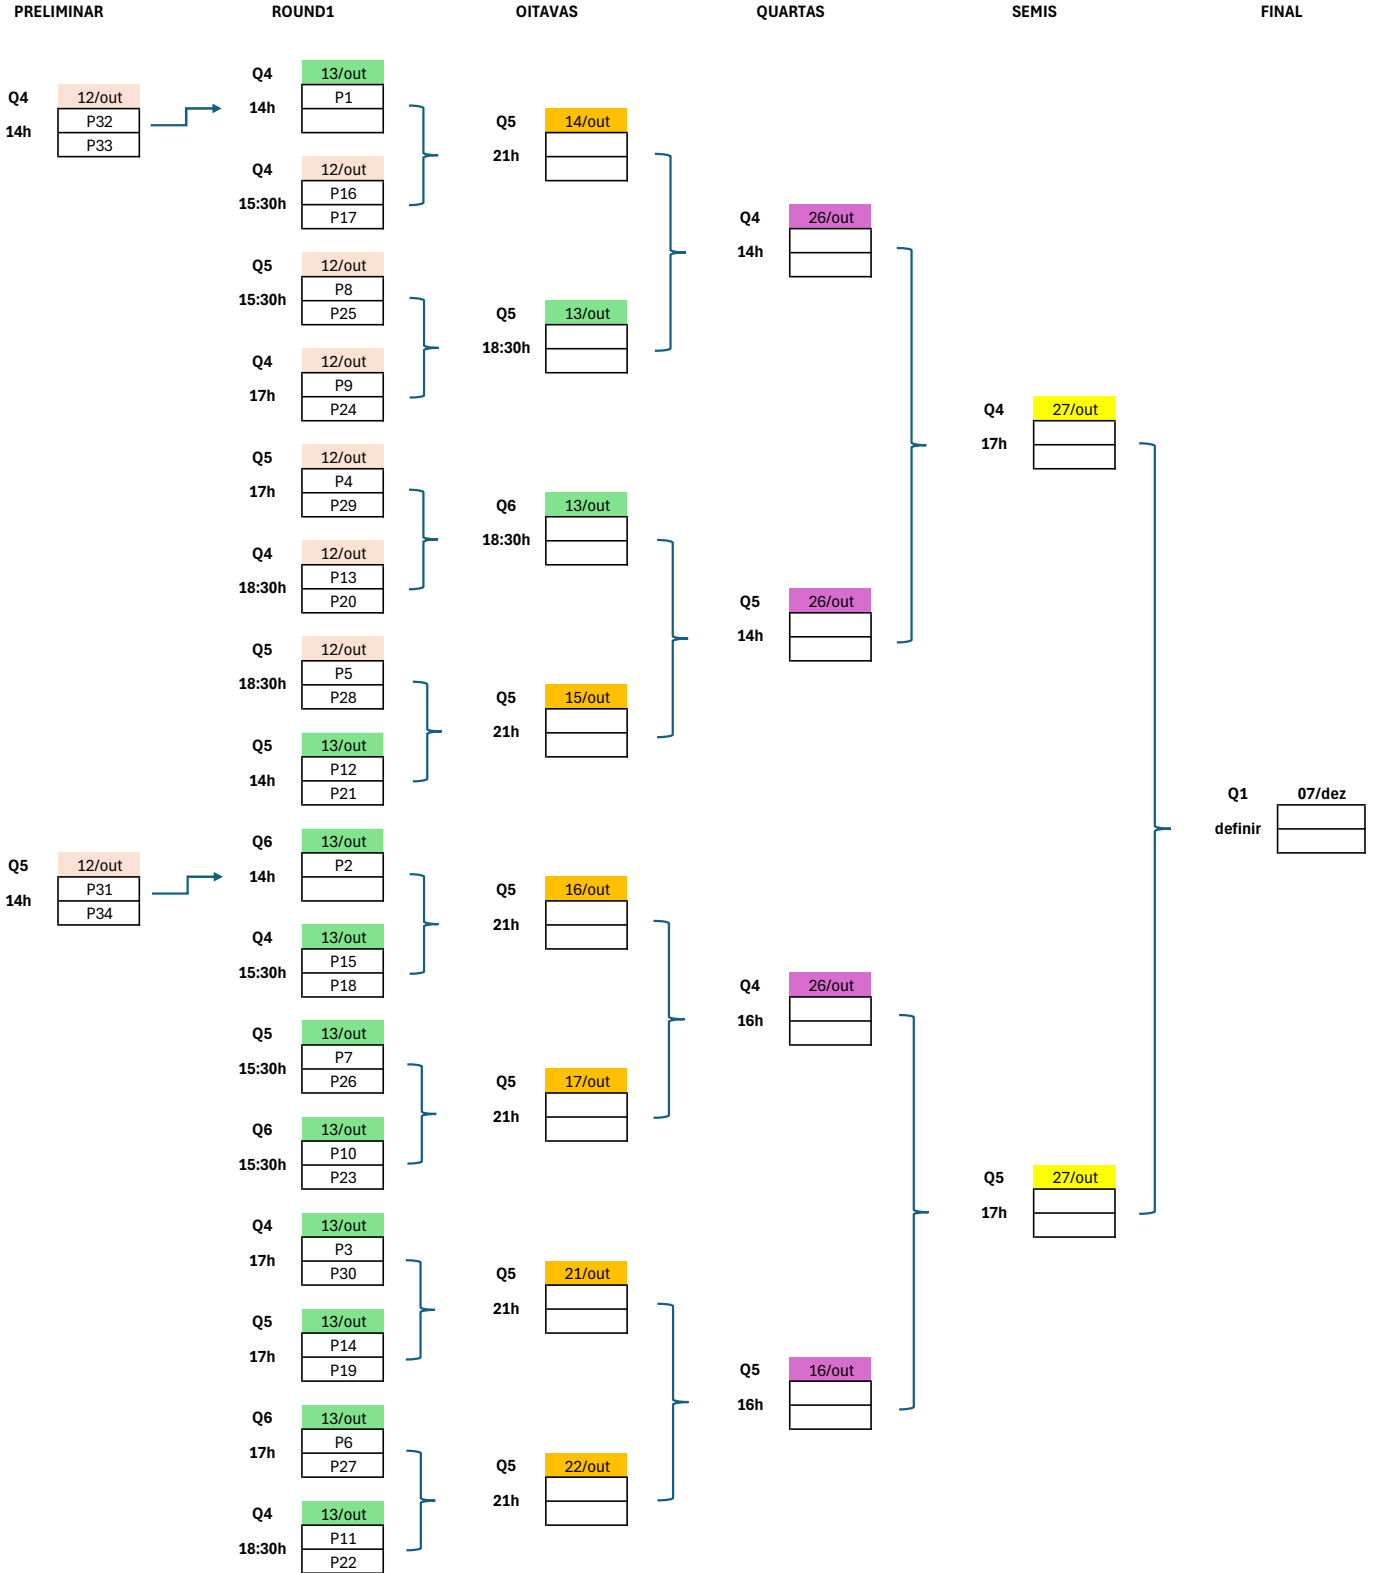 PRELIMINAR
ROUND1
OITAVAS
QUARTAS
SEMIS
FINAL
Q4 12/out
14h P32
P33
Q5 12/out
14h P31
P34
Q4 13/out
14h P1
Q4 12/out
15:30h P16
P17
Q5 12/out
15:30h P8
P25
Q4 12/out
17h P9
P24
Q5 12/out
17h P4
P29
Q4 12/out
18:30h P13
P20
Q5 12/out
18:30h P5
P28
Q5 13/out
14h P12
P21
Q6 13/out
14h P2
Q4 13/out
15:30h P15
P18
Q5 13/out
15:30h P7
P26
Q6 13/out
15:30h P10
P23
Q4 13/out
17h P3
P30
Q5 13/out
17h P14
P19
Q6 13/out
17h P6
P27
Q4 13/out
18:30h P11
P22
Q5 14/out
21h
Q5 13/out
18:30h
Q6 13/out
18:30h
Q5 15/out
21h
Q5 16/out
21h
Q5 17/out
21h
Q5 21/out
21h
Q5 22/out
21h
Q4 26/out
14h
Q5 26/out
14h
Q4 26/out
16h
Q5 16/out
16h
Q4 27/out
17h
Q5 27/out
17h
Q1 07/dez
definir